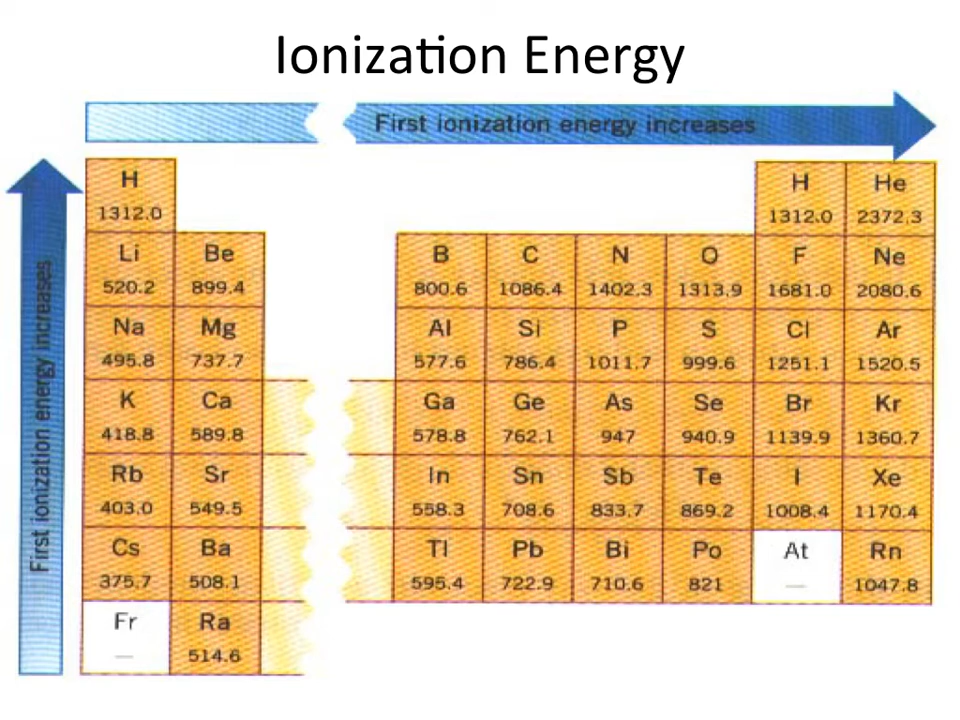 Ionization Energy
First ionization energy increases
First ionization energy increases
H H He
1312.0 1312.0 2372.3
Li Be B C N O F Ne
520.2 899.4 800.6 1086.4 1402.3 1313.9 1681.0 2080.6
Na Mg Al Si P S Cl Ar
495.8 737.7 577.6 786.4 1011.7 999.6 1251.1 1520.5
K Ca Ga Ge As Se Br Kr
418.8 589.8 578.8 762.1 947 940.9 1139.9 1360.7
Rb Sr In Sn Sb Te I Xe
403.0 549.5 558.3 708.6 833.7 869.2 1008.4 1170.4
Cs Ba Tl Pb Bi Po At Rn
375.7 508.1 595.4 722.9 710.6 821 — 1047.8
Fr Ra
— 514.6